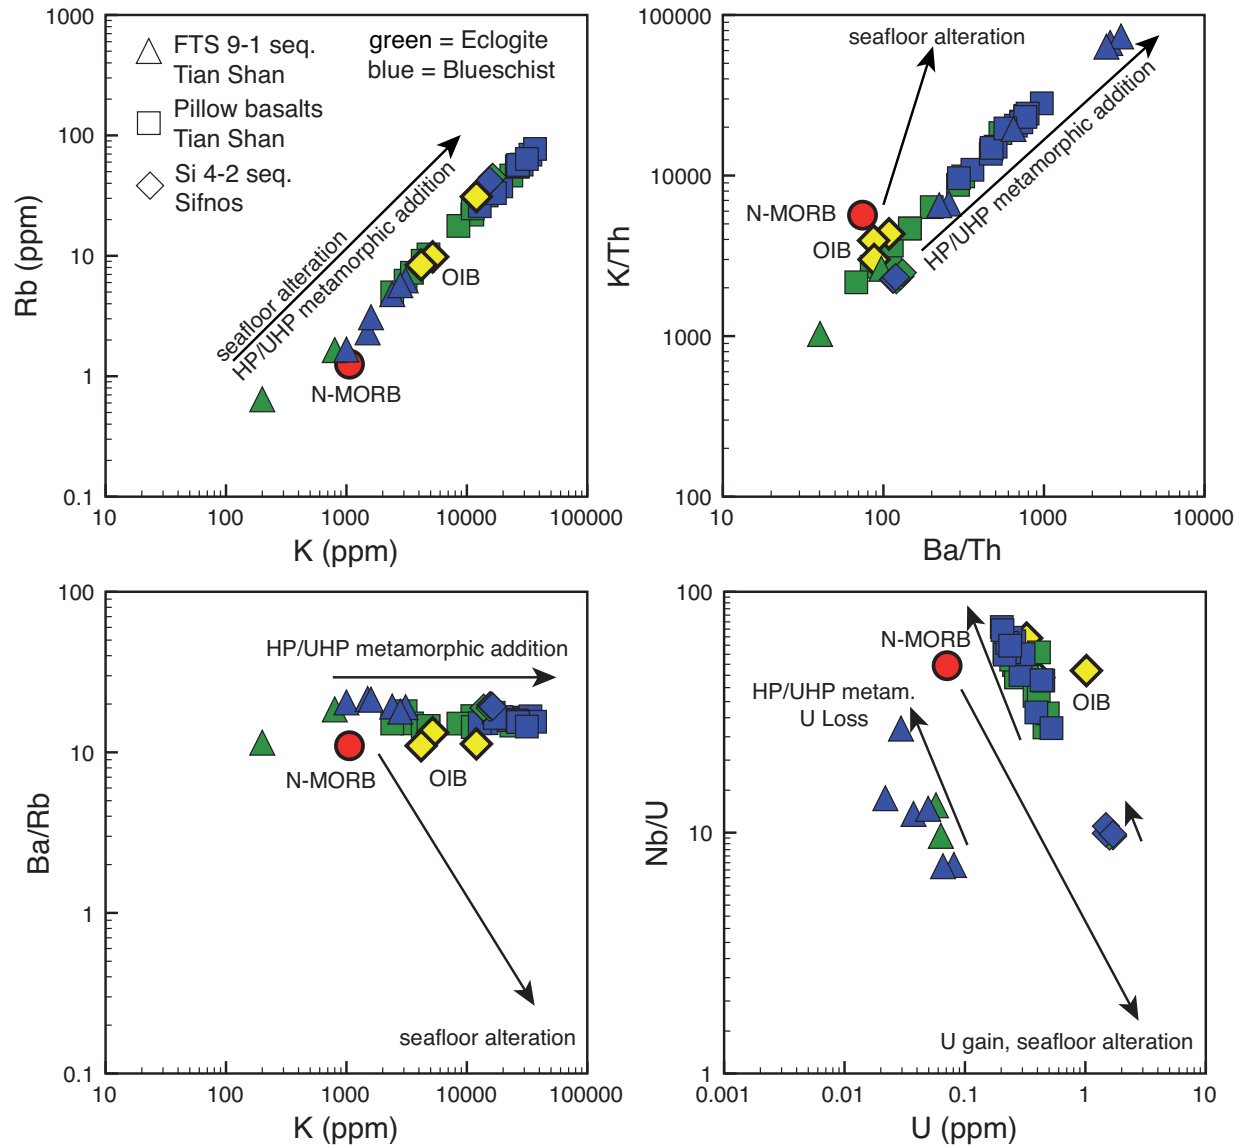 1000
100
10
1
0.1
Rb (ppm)
FTS 9-1 seq.
Tian Shan
Pillow basalts
Tian Shan
Si 4-2 seq.
Sifnos
green = Eclogite
blue = Blueschist
seafloor alteration
HP/UHP metamorphic addition
OIB
N-MORB
10
100
1000
10000
100000
K (ppm)
100000
10000
1000
100
K/Th
seafloor alteration
HP/UHP metamorphic addition
N-MORB
OIB
10
100
1000
10000
Ba/Th
100
10
1
0.1
Ba/Rb
HP/UHP metamorphic addition
N-MORB
OIB
seafloor alteration
10
100
1000
10000
100000
K (ppm)
100
10
1
Nb/U
N-MORB
HP/UHP metam.
U Loss
OIB
U gain, seafloor alteration
0.001
0.01
0.1
1
10
U (ppm)